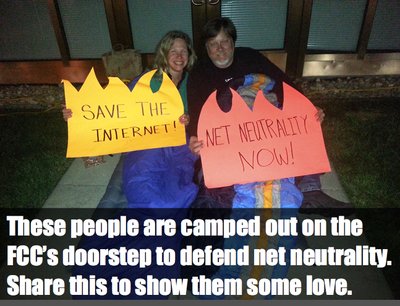 SAVE THE
INTERNET!
NET NEUTRALITY
NOW!
These people are camped out on the
FCC's doorstep to defend net neutrality.
Share this to show them some love.